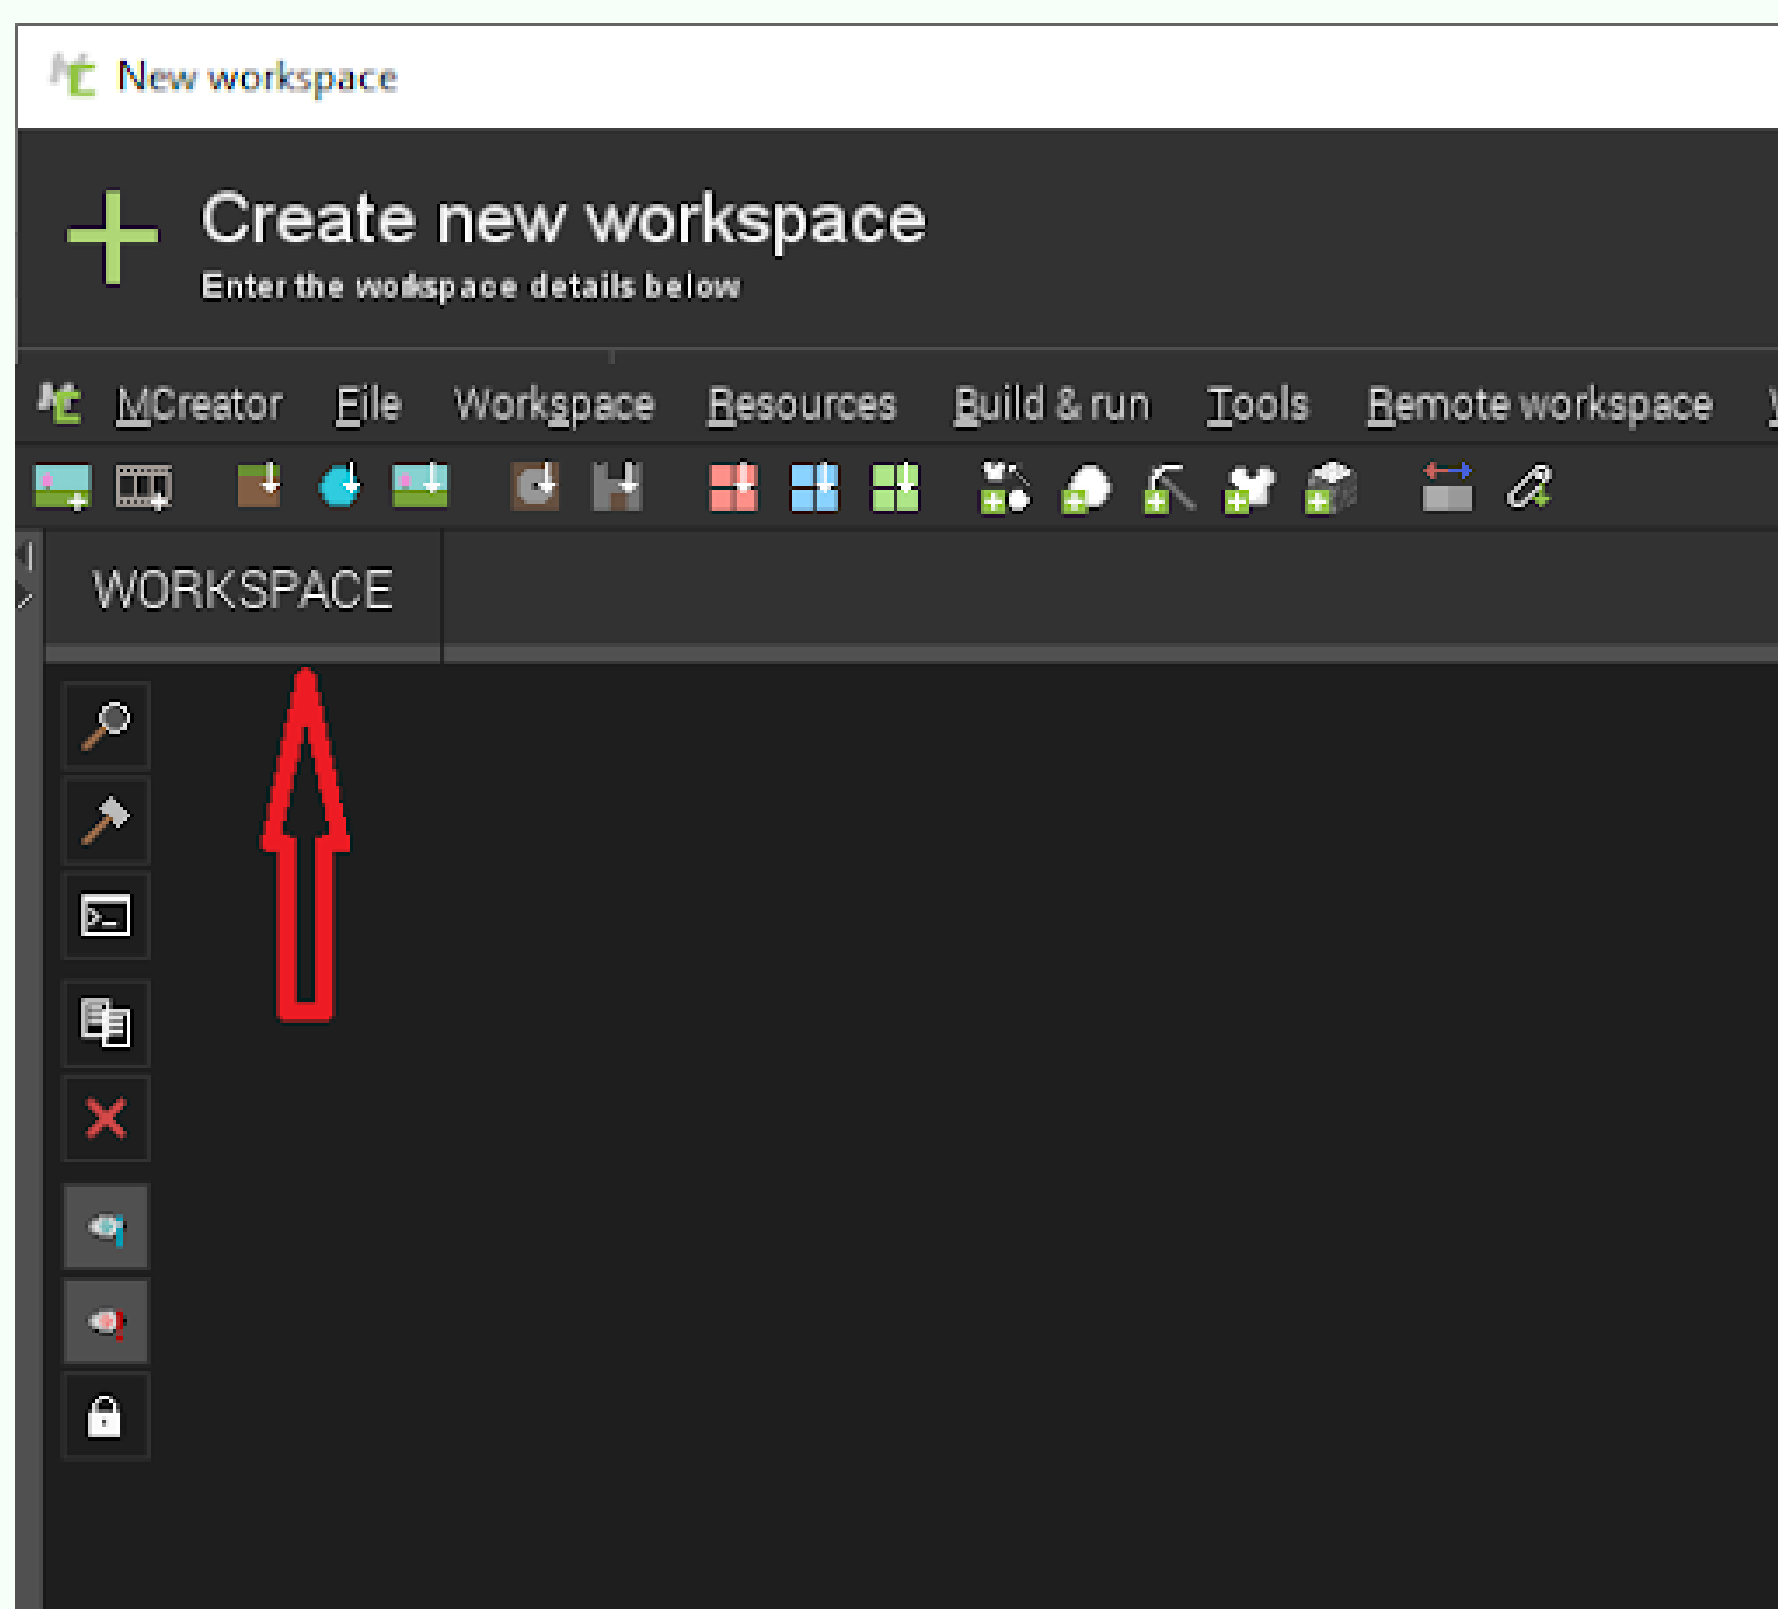 New workspace
Create new workspace
Enter the workspace details below
MCreator File Workspace Resources Build & run Tools Remote workspace
WORKSPACE